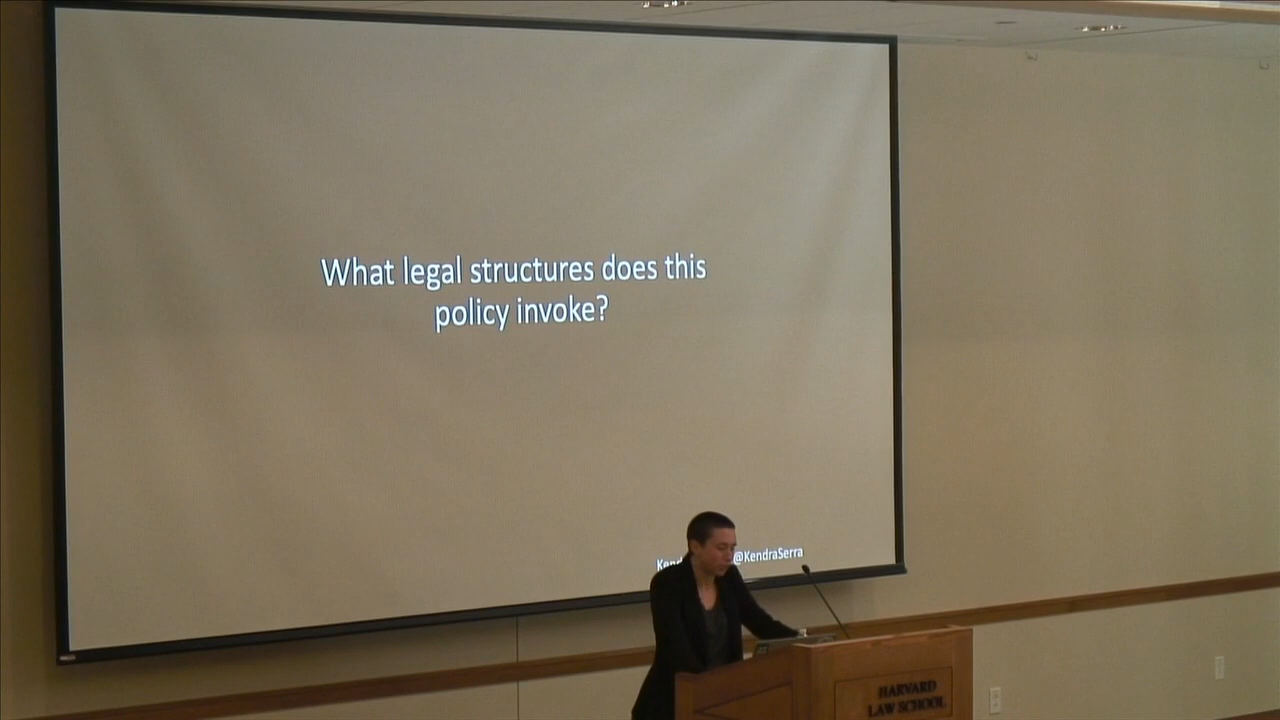 What legal structures does this
policy invoke?
@KendraSerra
HARVARD
LAW SCHOOL